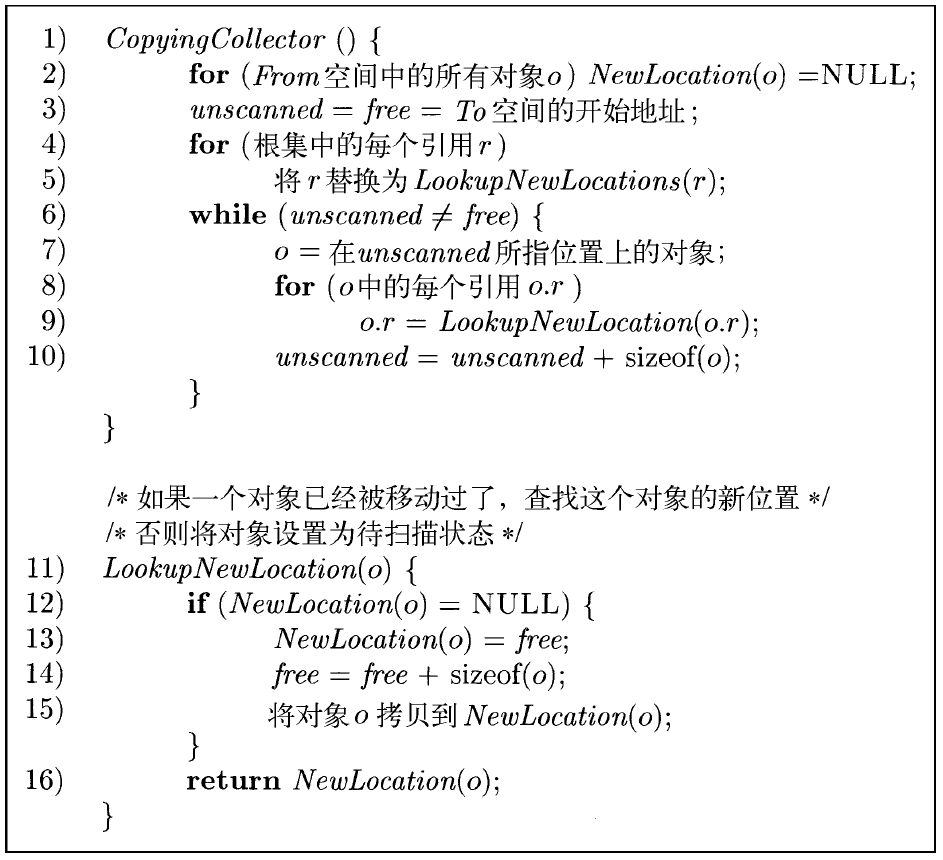 1) CopyingCollector () {
2) for (From空间中的所有对象o) NewLocation(o) =NULL;
3) unscanned = free = To空间的开始地址;
4) for (根集中的每个引用r)
5) 将r替换为LookupNewLocations(r);
6) while (unscanned ≠ free) {
7) o = 在unscanned所指位置上的对象;
8) for (o中的每个引用o.r )
9) o.r = LookupNewLocation(o.r);
10) unscanned = unscanned + sizeof(o);
}
}
/* 如果一个对象已经被移动过了，查找这个对象的新位置 */
/* 否则将对象设置为待扫描状态 */
11) LookupNewLocation(o) {
12) if (NewLocation(o) = NULL) {
13) NewLocation(o) = free;
14) free = free + sizeof(o);
15) 将对象o拷贝到NewLocation(o);
}
16) return NewLocation(o);
}